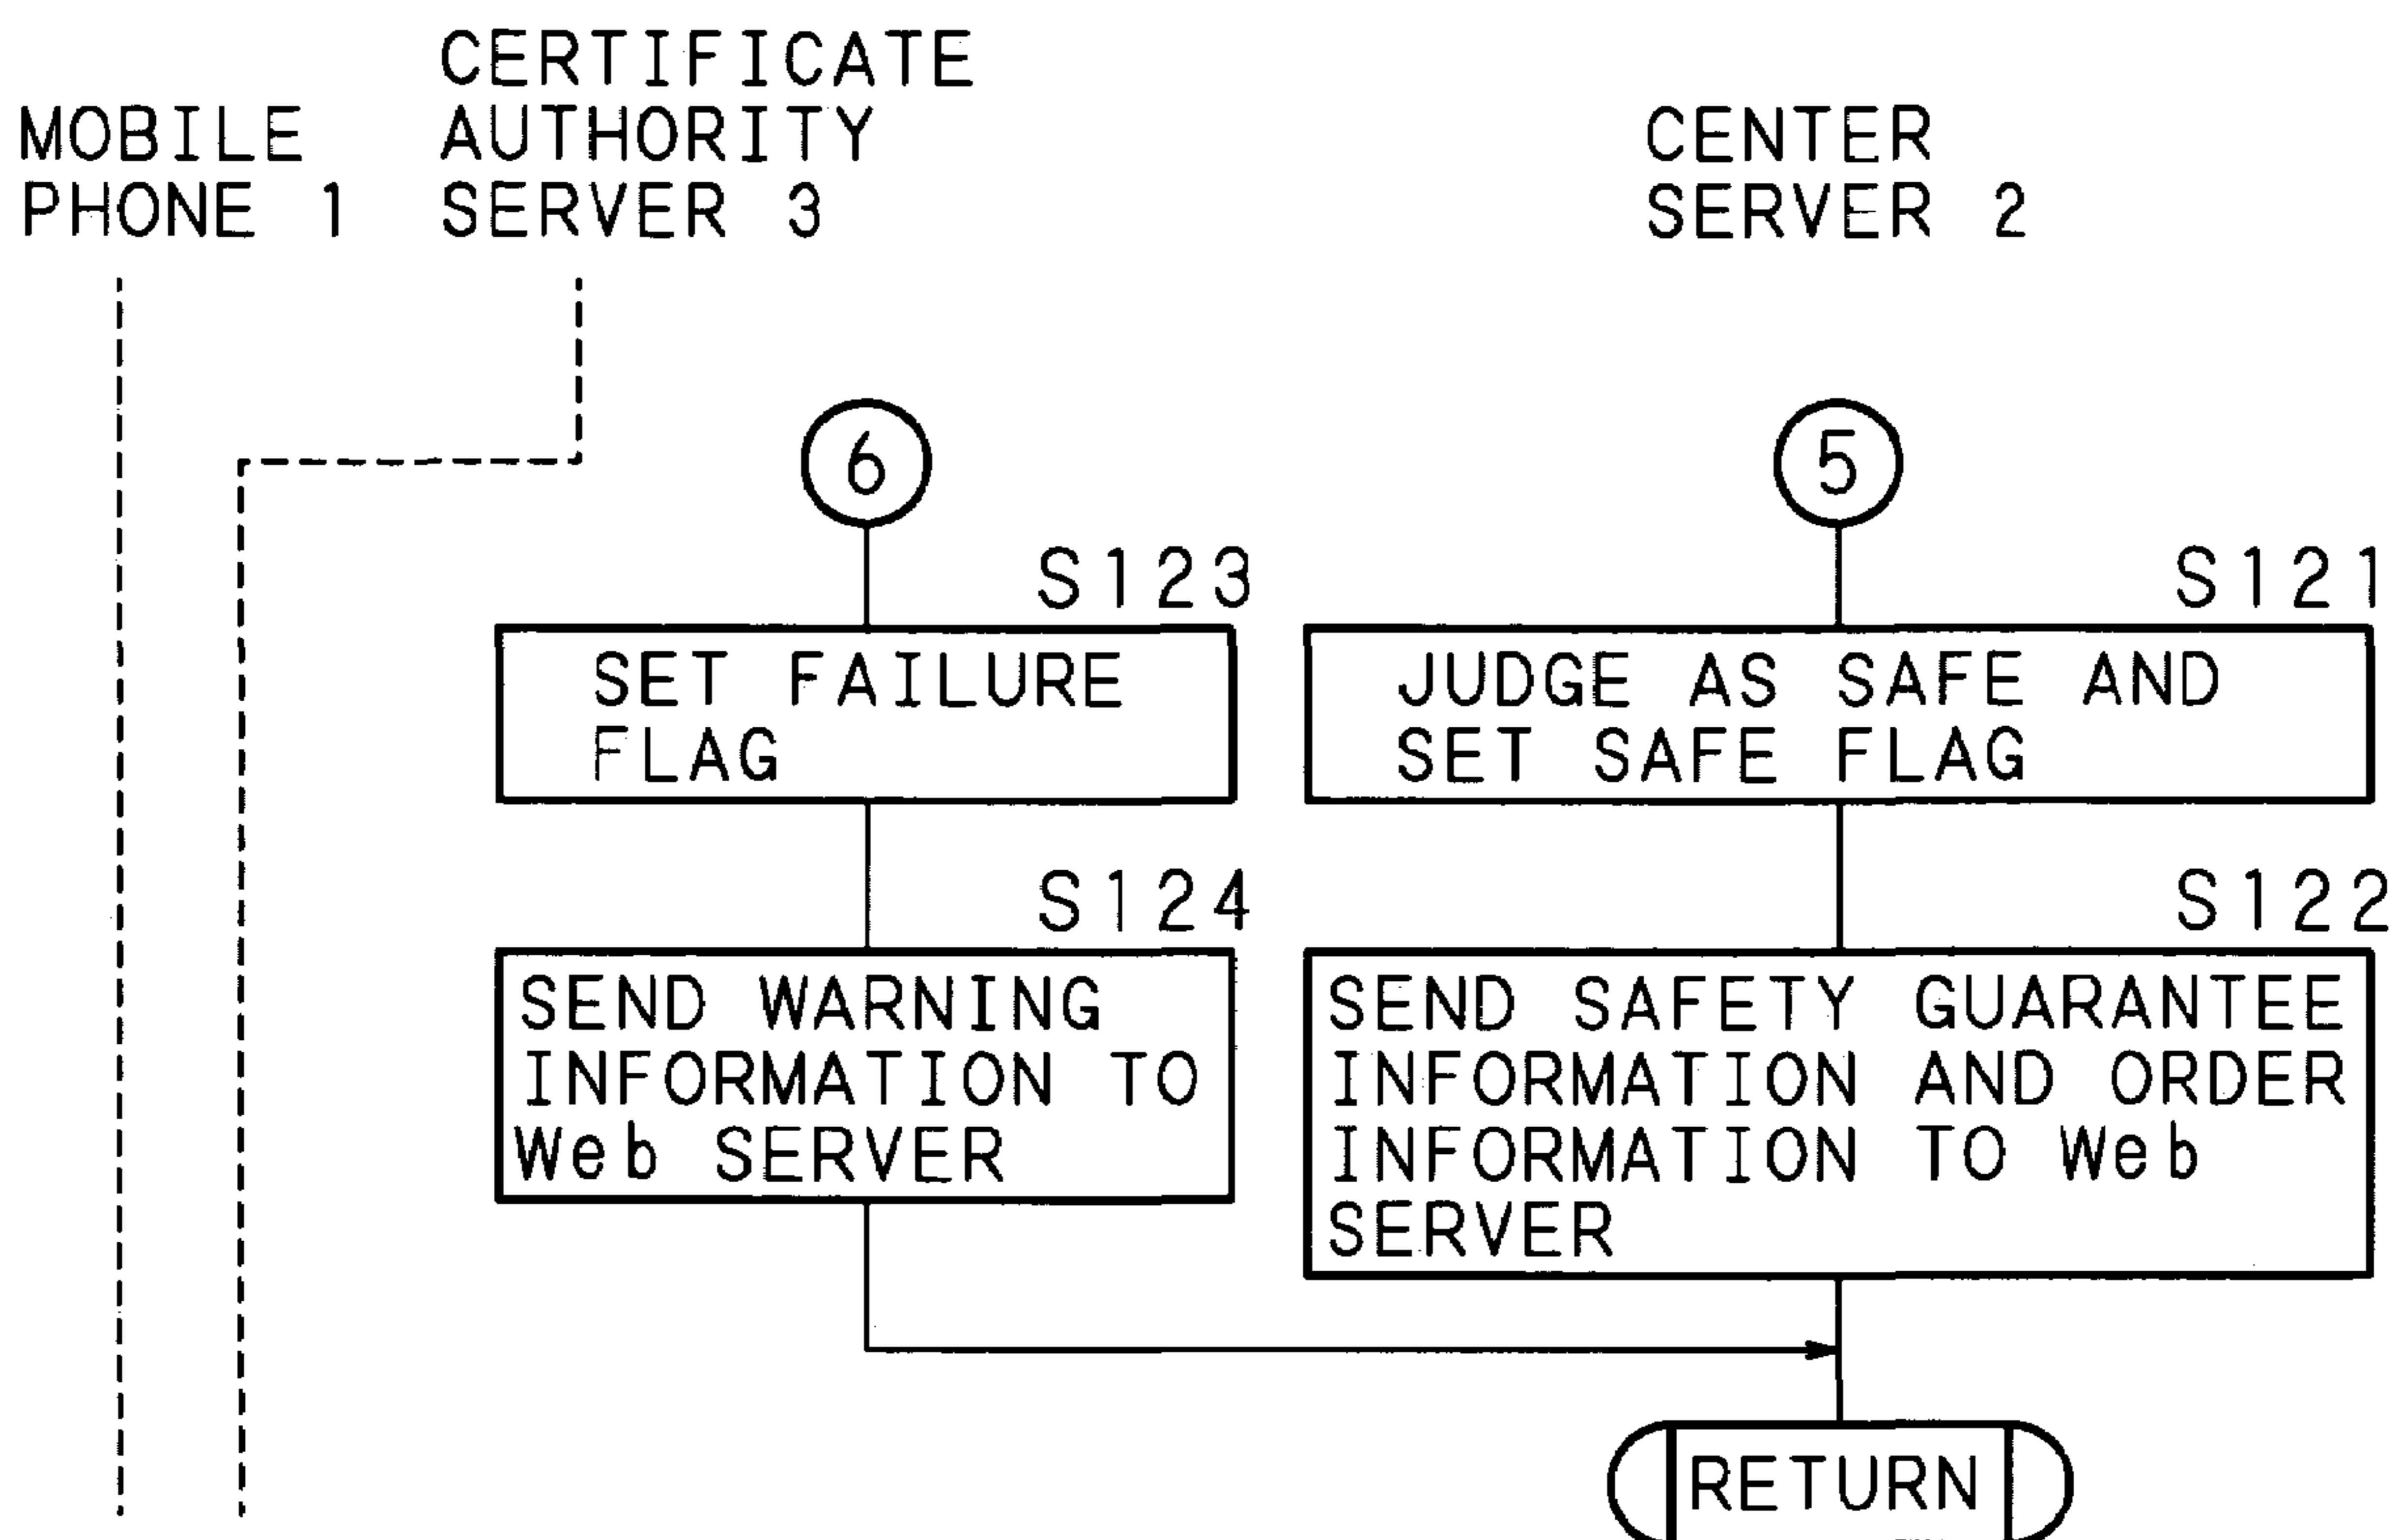 CERTIFICATE
AUTHORITY
SERVER 3
MOBILE
PHONE 1
CENTER
SERVER 2
6
5
S123
SET FAILURE
FLAG
S121
JUDGE AS SAFE AND
SET SAFE FLAG
S124
SEND WARNING
INFORMATION TO
Web SERVER
S122
SEND SAFETY GUARANTEE
INFORMATION AND ORDER
INFORMATION TO Web
SERVER
RETURN